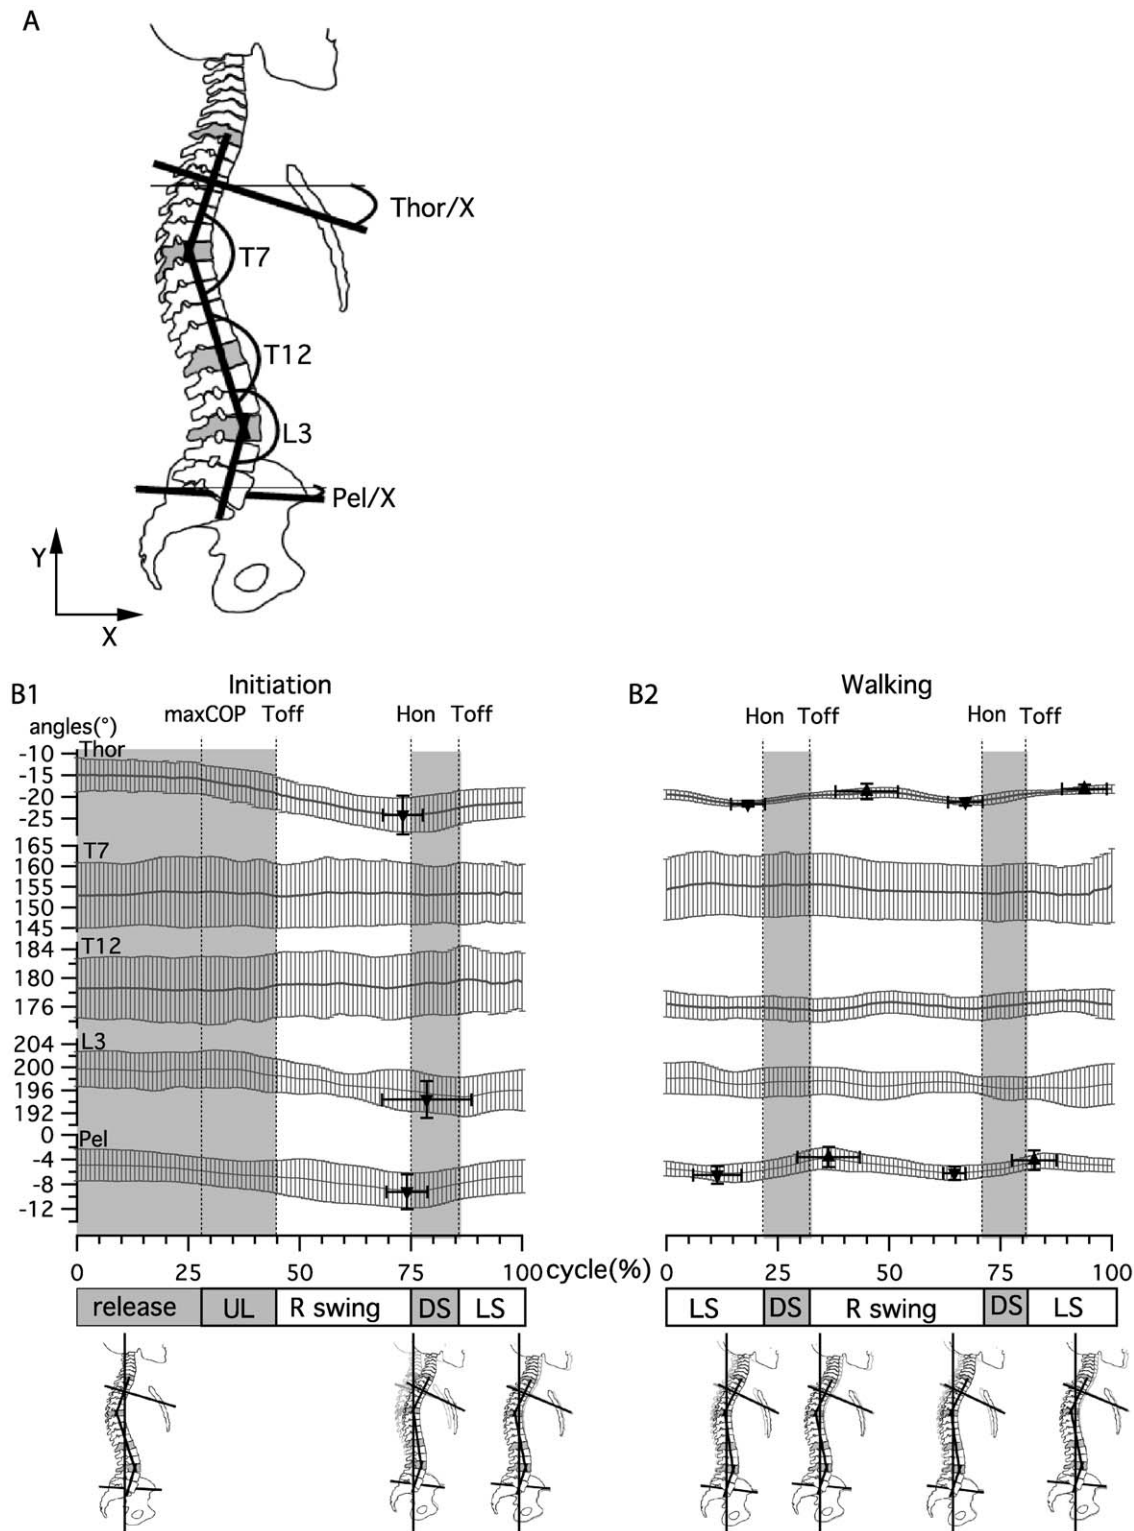 A
Thor/X
T7
T12
L3
Pel/X
Y
X
B1 Initiation
maxCOP Toff Hon Toff
angles(°)
Thor
-10
-15
-20
-25
T7
165
160
155
150
145
T12
184
180
176
L3
204
200
196
192
Pel
0
-4
-8
-12
0 25 50 75 100 cycle(%)
release UL R swing DS LS
B2 Walking
Hon Toff Hon Toff
0 25 50 75 100
LS DS R swing DS LS